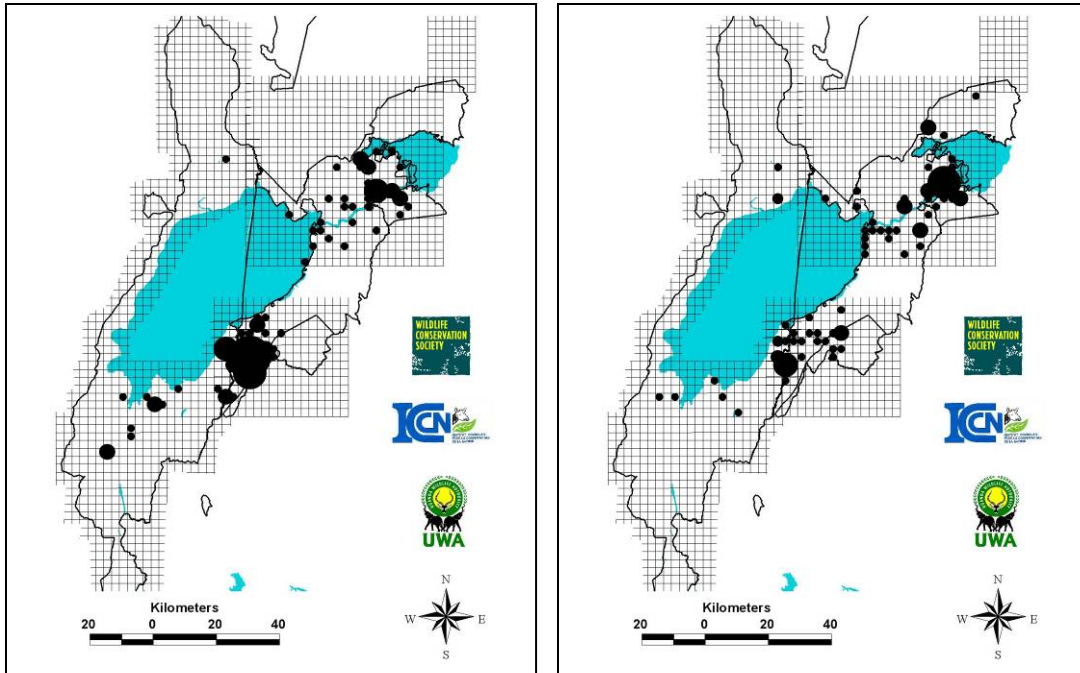 WILDLIFE
CONSERVATION
SOCIETY
ICCN
UWA
N
W E
S
Kilometers
20 0 20 40
WILDLIFE
CONSERVATION
SOCIETY
ICCN
UWA
N
W E
S
Kilometers
20 0 20 40